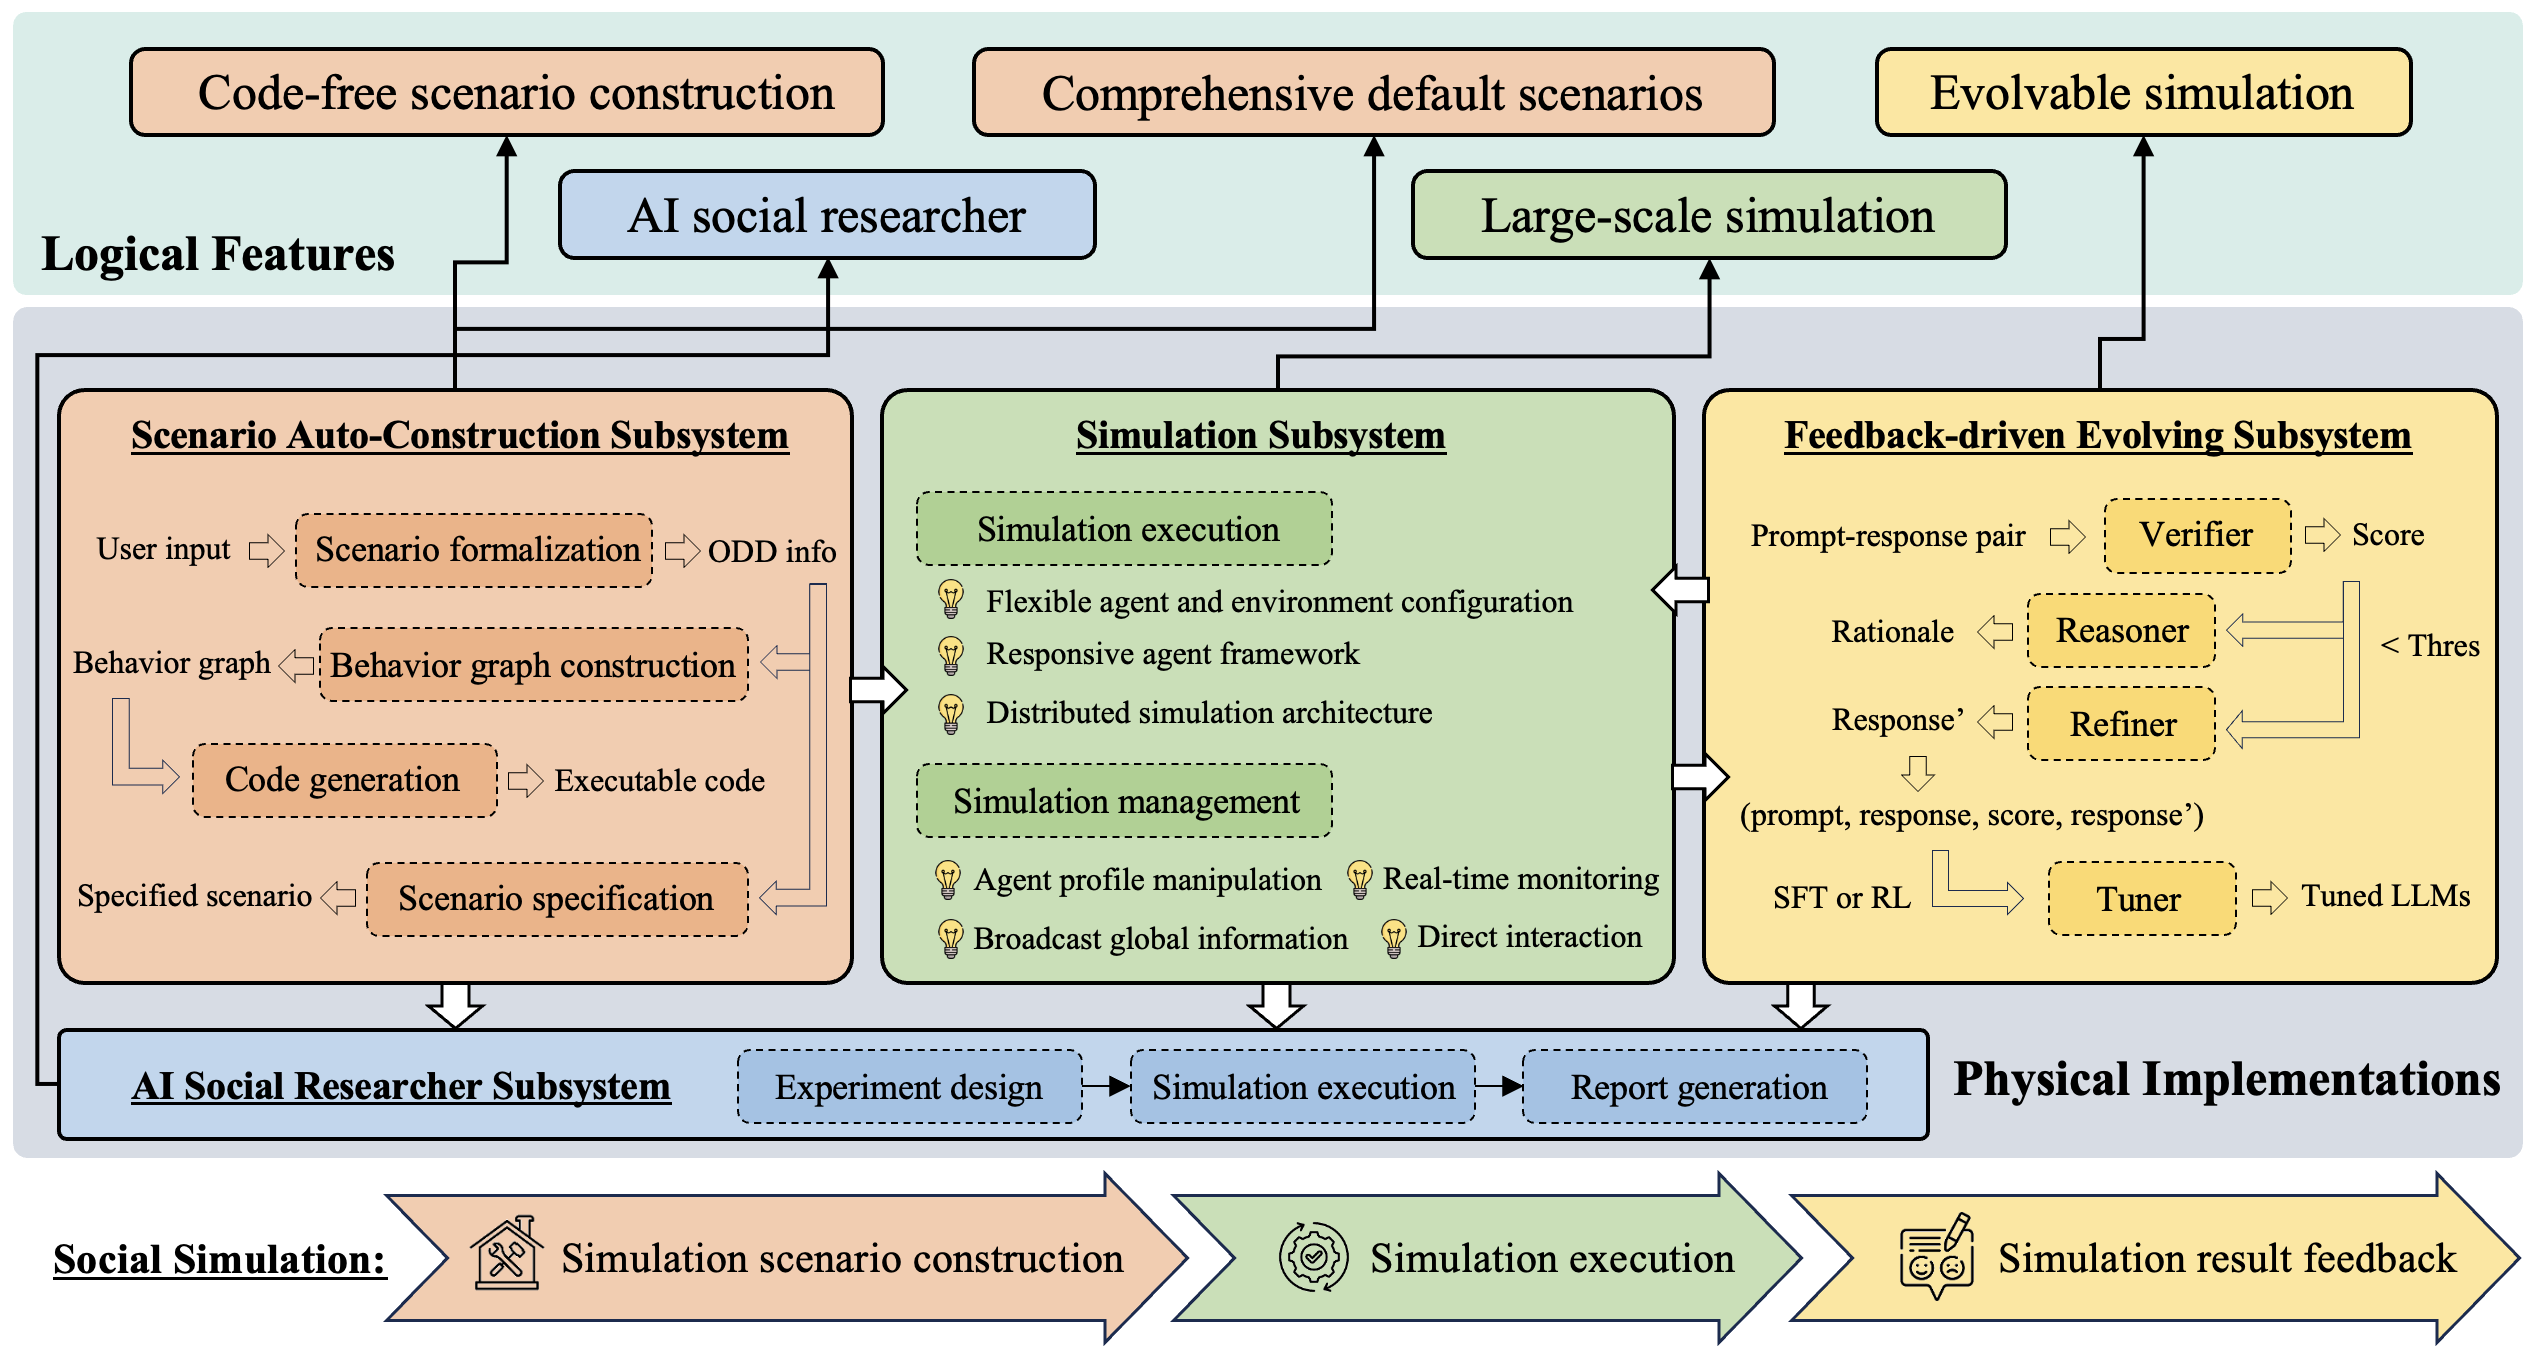 Code-free scenario construction
Comprehensive default scenarios
Evolvable simulation
AI social researcher
Large-scale simulation
Logical Features
Scenario Auto-Construction Subsystem
User input
Scenario formalization
ODD info
Behavior graph
Behavior graph construction
Code generation
Executable code
Specified scenario
Scenario specification
Simulation Subsystem
Simulation execution
Flexible agent and environment configuration
Responsive agent framework
Distributed simulation architecture
Simulation management
Agent profile manipulation
Real-time monitoring
Broadcast global information
Direct interaction
Feedback-driven Evolving Subsystem
Prompt-response pair
Verifier
Score
Rationale
Reasoner
< Thres
Response’
Refiner
(prompt, response, score, response’)
SFT or RL
Tuner
Tuned LLMs
AI Social Researcher Subsystem
Experiment design
Simulation execution
Report generation
Physical Implementations
Social Simulation:
Simulation scenario construction
Simulation execution
Simulation result feedback